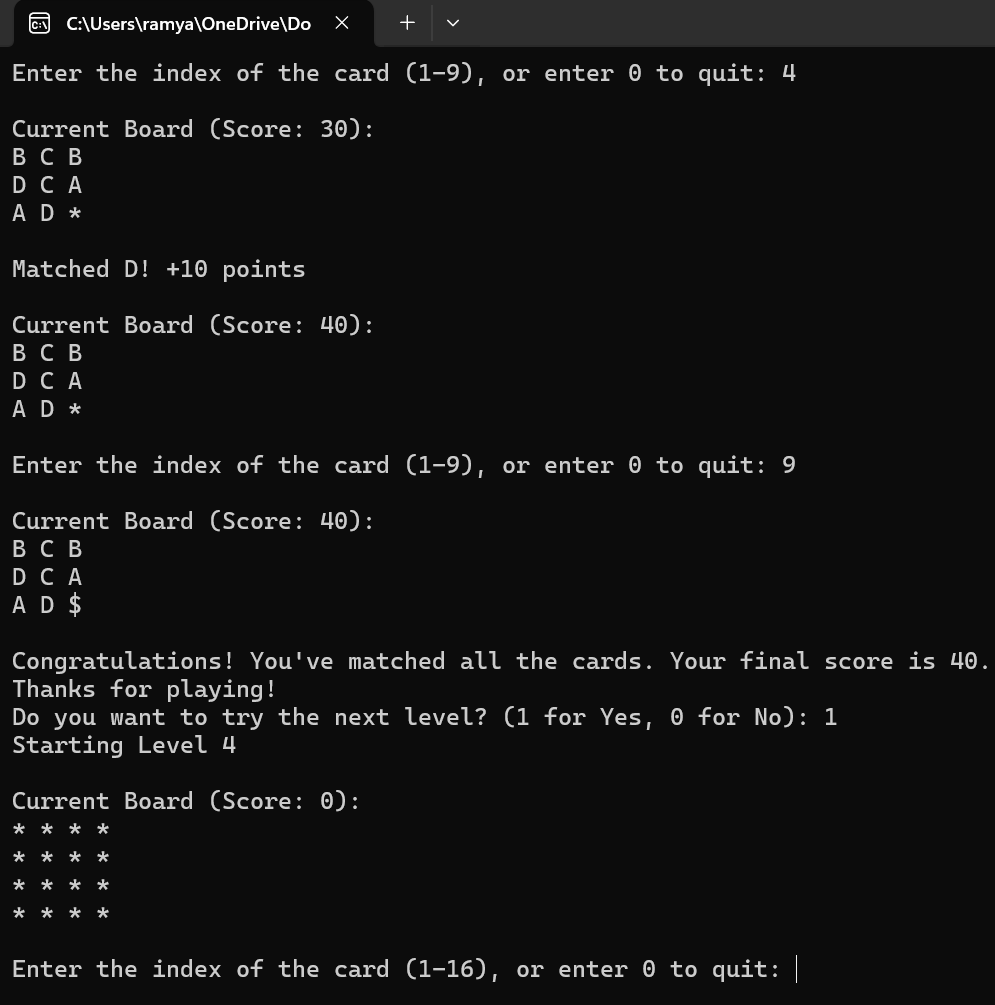 C:\Users\ramya\OneDrive\Do
Enter the index of the card (1-9), or enter 0 to quit: 4
Current Board (Score: 30):
B C B
D C A
A D *
Matched D! +10 points
Current Board (Score: 40):
B C B
D C A
A D *
Enter the index of the card (1-9), or enter 0 to quit: 9
Current Board (Score: 40):
B C B
D C A
A D $
Congratulations! You've matched all the cards. Your final score is 40.
Thanks for playing!
Do you want to try the next level? (1 for Yes, 0 for No): 1
Starting Level 4
Current Board (Score: 0):
* * * *
* * * *
* * * *
* * * *
Enter the index of the card (1-16), or enter 0 to quit: